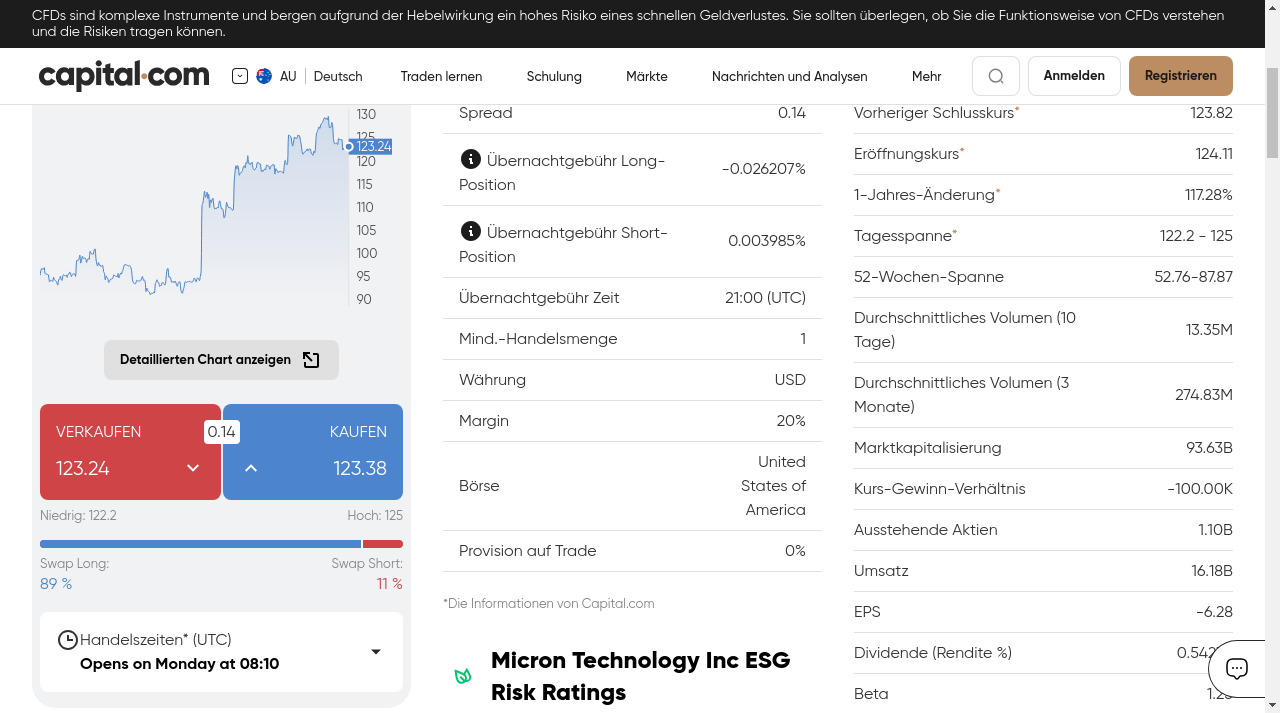 CFDs sind komplexe Instrumente und bergen aufgrund der Hebelwirkung ein hohes Risiko eines schnellen Geldverlustes. Sie sollten überlegen, ob Sie die Funktionsweise von CFDs verstehen
und die Risiken tragen können.
capital.com
AU
Deutsch
Traden lernen
Schulung
Märkte
Nachrichten und Analysen
Mehr
Anmelden
Registrieren
130
125
123.24
120
115
110
105
100
95
90
Detaillierten Chart anzeigen
VERKAUFEN
0.14
KAUFEN
123.24
123.38
Niedrig: 122.2
Hoch: 125
Swap Long:
Swap Short:
89 %
11 %
Handelszeiten* (UTC)
Opens on Monday at 08:10
Spread 0.14
Übernachtgebühr Long-
Position
-0.026207%
Übernachtgebühr Short-
Position
0.003985%
Übernachtgebühr Zeit 21:00 (UTC)
Mind.-Handelsmenge 1
Währung USD
Margin 20%
Börse
United
States of
America
Provision auf Trade 0%
*Die Informationen von Capital.com
Micron Technology Inc ESG
Risk Ratings
Vorheriger Schlusskurs* 123.82
Eröffnungskurs* 124.11
1-Jahres-Änderung* 117.28%
Tagesspanne* 122.2 - 125
52-Wochen-Spanne 52.76-87.87
Durchschnittliches Volumen (10
Tage)
13.35M
Durchschnittliches Volumen (3
Monate)
274.83M
Marktkapitalisierung 93.63B
Kurs-Gewinn-Verhältnis -100.00K
Ausstehende Aktien 1.10B
Umsatz 16.18B
EPS -6.28
Dividende (Rendite %)
Beta